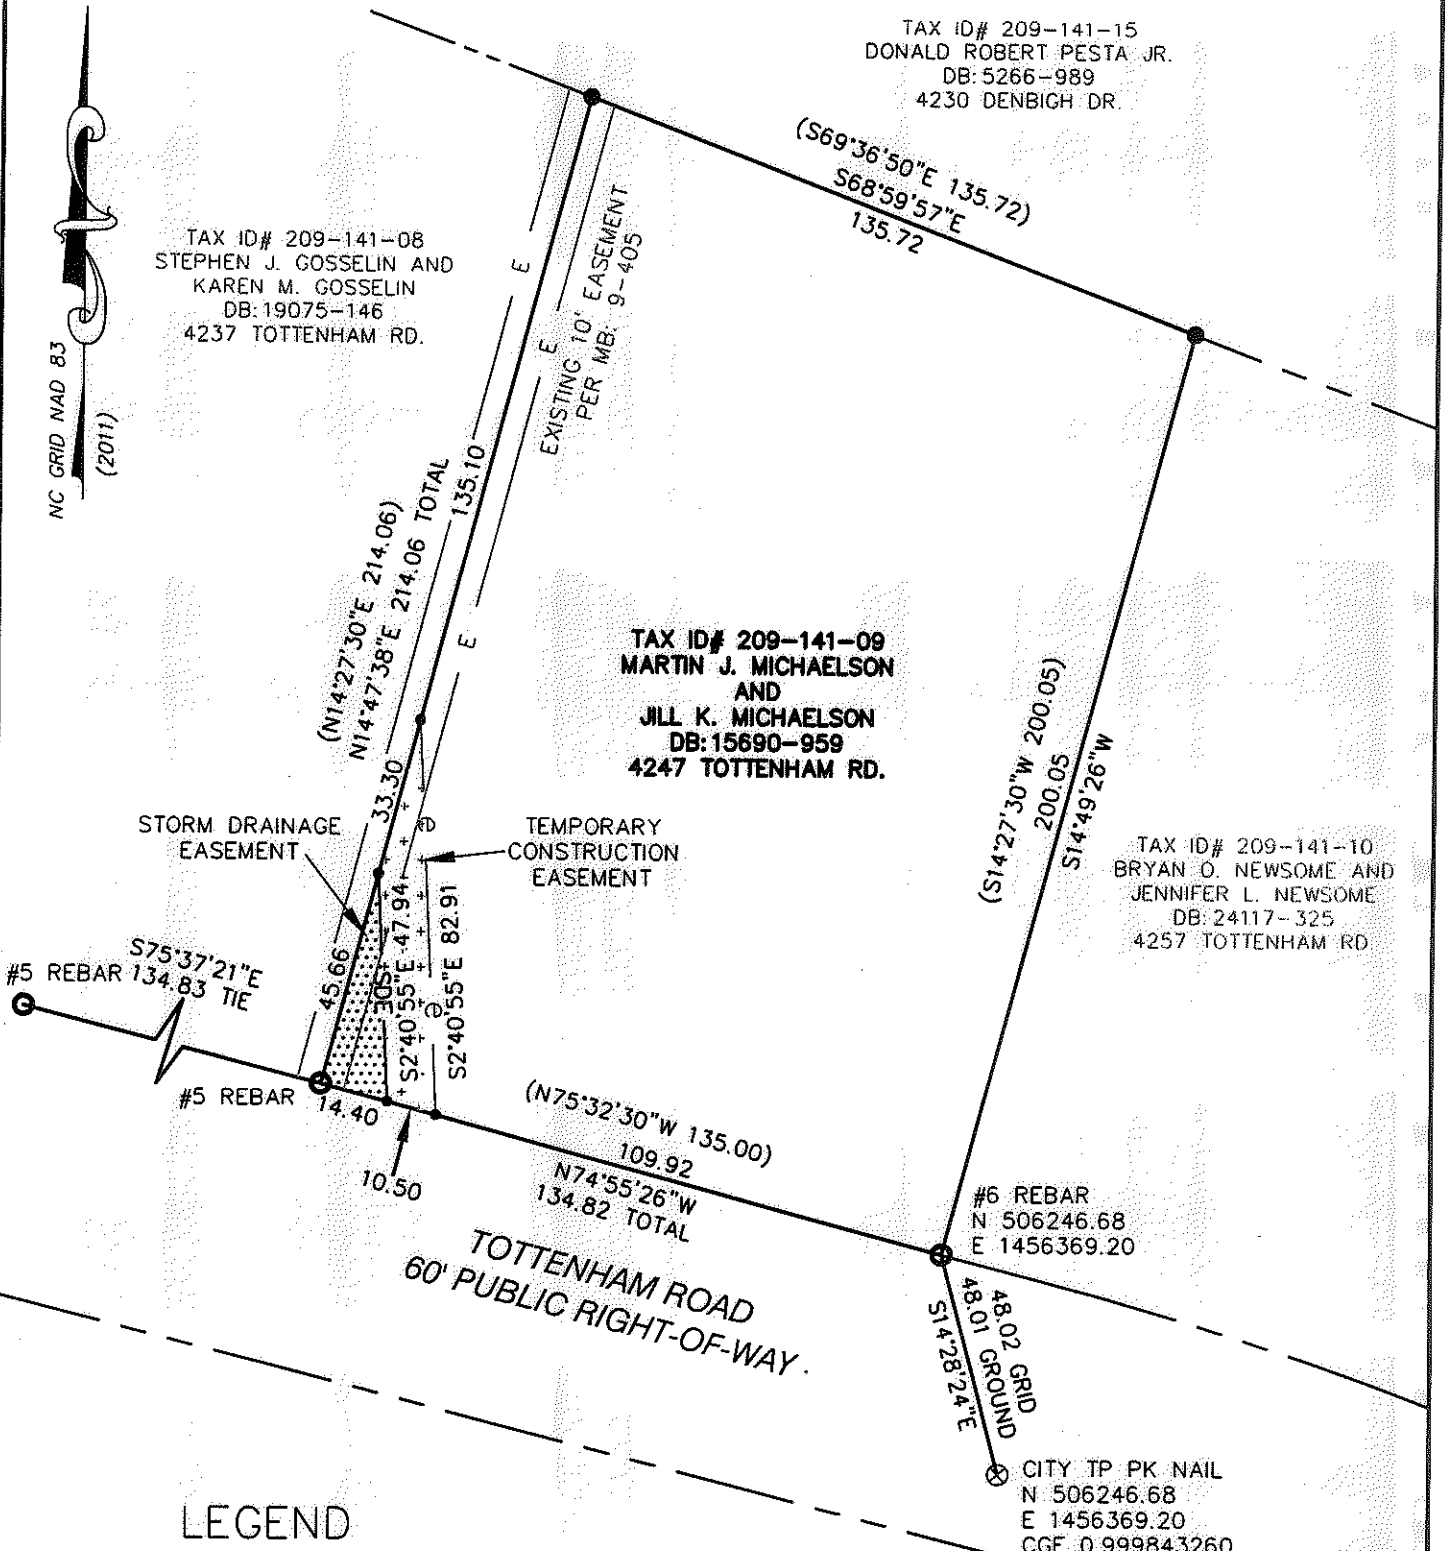 TAX ID# 209-141-15
DONALD ROBERT PESTA JR.
DB: 5266-989
4230 DENBIGH DR.
(S69°36'50"E 135.72)
S68°59'57"E
135.72
TAX ID# 209-141-08
STEPHEN J. GOSSELIN AND
KAREN M. GOSSELIN
DB: 19075-146
4237 TOTTENHAM RD.
NC GRID NAD 83
(2011)
E
E
E
EXISTING 10' EASEMENT
PER MB: 9-405
(N14°27'30"E 214.06)
N14°47'38"E 214.06 TOTAL
135.10
33.30
45.66
TAX ID# 209-141-09
MARTIN J. MICHAELSON
AND
JILL K. MICHAELSON
DB: 15690-959
4247 TOTTENHAM RD.
(S14°27'30"W 200.05)
200.05
S14°49'26"W
STORM DRAINAGE
EASEMENT
TEMPORARY
CONSTRUCTION
EASEMENT
TAX ID# 209-141-10
BRYAN O. NEWSOME AND
JENNIFER L. NEWSOME
DB: 24117-325
4257 TOTTENHAM RD
SDE
S2°40'55"E 47.94
S2°40'55"E 82.91
S75°37'21"E
#5 REBAR 134.83 TIE
#5 REBAR
14.40
10.50
(N75°32'30"W 135.00)
109.92
N74°55'26"W
134.82 TOTAL
TOTTENHAM ROAD
60' PUBLIC RIGHT-OF-WAY
#6 REBAR
N 506246.68
E 1456369.20
48.02 GRID
48.01 GROUND
S14°28'24"E
CITY TP PK NAIL
N 506246.68
E 1456369.20
CGF 0.999843260
LEGEND